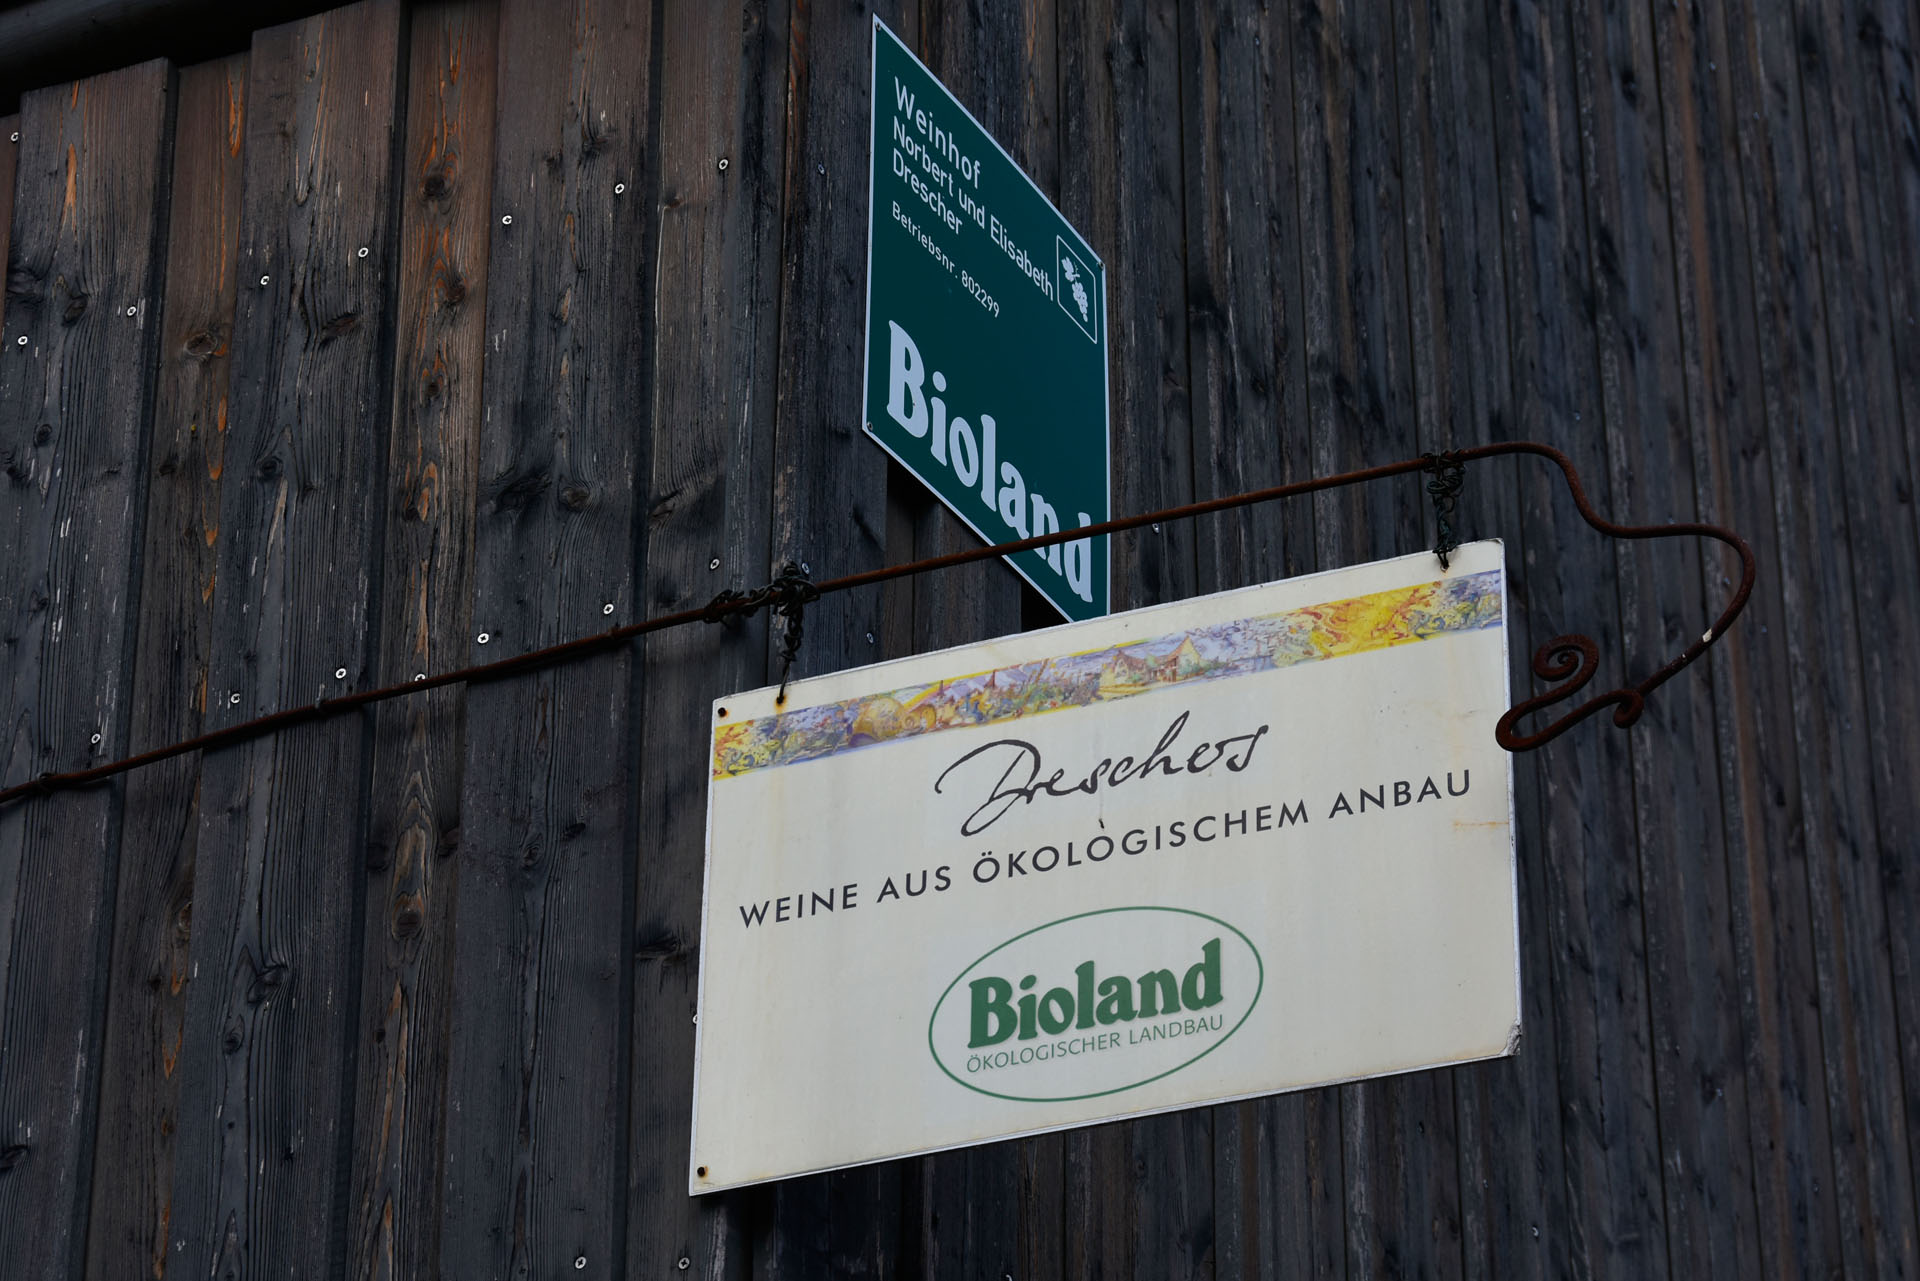 Weinhof
Norbert und Elisabeth
Drescher
Betriebsnr. 802299
Bioland
Dreschers
WEINE AUS ÖKOLOGISCHEM ANBAU
Bioland
ÖKOLOGISCHER LANDBAU